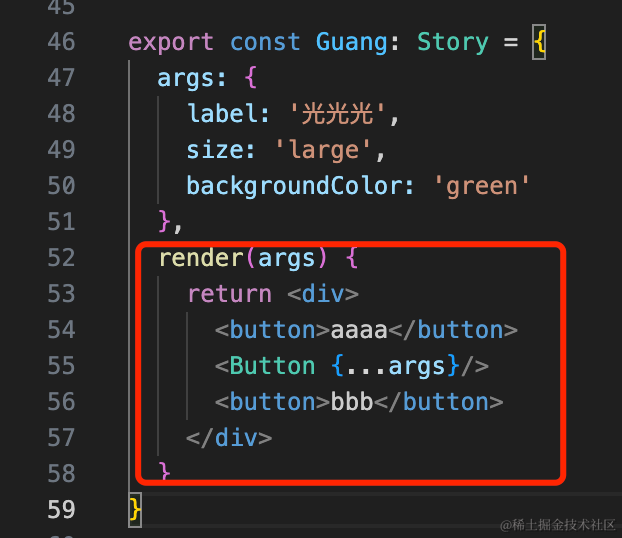 45
46 export const Guang: Story = {
47   args: {
48     label: '光光光',
49     size: 'large',
50     backgroundColor: 'green'
51   },
52   render(args) {
53     return <div>
54       <button>aaaa</button>
55       <Button {...args}/>
56       <button>bbb</button>
57     </div>
58   }
59 }
@稀土掘金技术社区